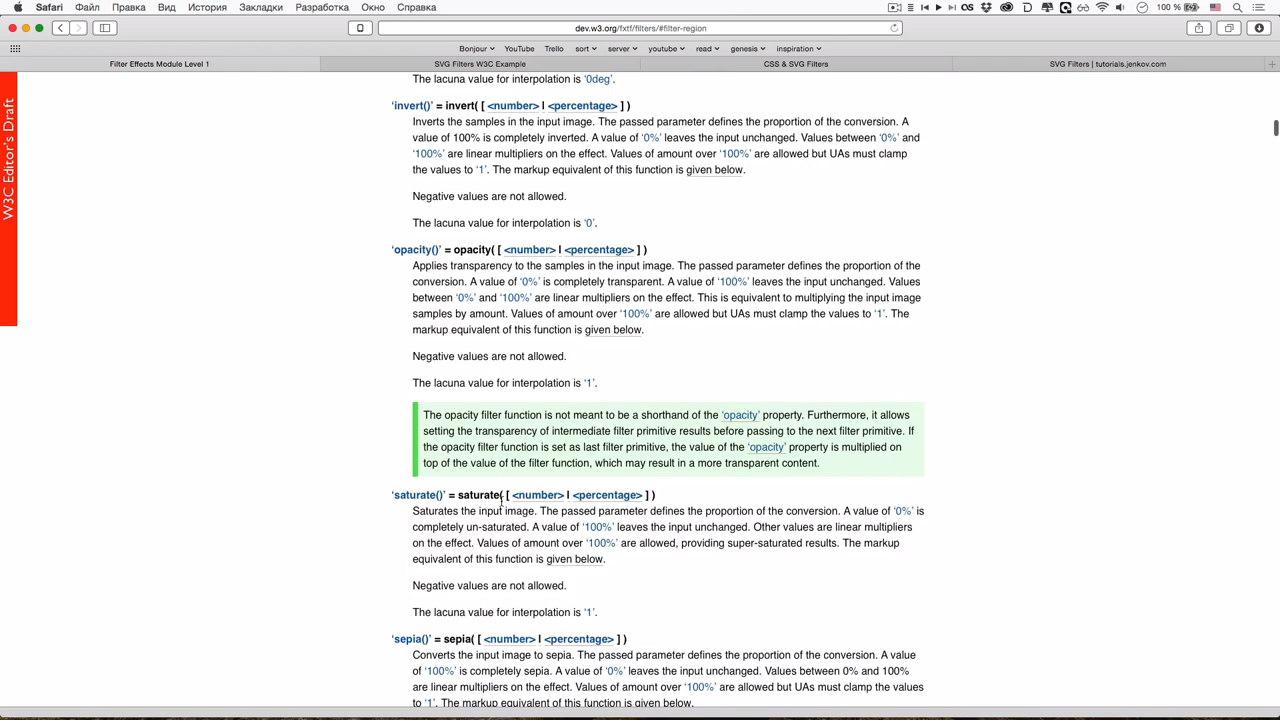 Safari Файл Правка Вид История Закладки Разработка Окно Справка 100 %
dev.w3.org/fxtf/filters/#filter-region
Bonjour YouTube Trello sort server youtube read genesis inspiration
Filter Effects Module Level 1 SVG Filters W3C Example CSS & SVG Filters SVG Filters | tutorials.jenkov.com
W3C Editor's Draft
The lacuna value for interpolation is ‘0deg’.
‘invert()’ = invert( [ <number> | <percentage> ] )
Inverts the samples in the input image. The passed parameter defines the proportion of the conversion. A
value of 100% is completely inverted. A value of ‘0%’ leaves the input unchanged. Values between ‘0%’ and
‘100%’ are linear multipliers on the effect. Values of amount over ‘100%’ are allowed but UAs must clamp
the values to ‘1’. The markup equivalent of this function is given below.
Negative values are not allowed.
The lacuna value for interpolation is ‘0’.
‘opacity()’ = opacity( [ <number> | <percentage> ] )
Applies transparency to the samples in the input image. The passed parameter defines the proportion of the
conversion. A value of ‘0%’ is completely transparent. A value of ‘100%’ leaves the input unchanged. Values
between ‘0%’ and ‘100%’ are linear multipliers on the effect. This is equivalent to multiplying the input image
samples by amount. Values of amount over ‘100%’ are allowed but UAs must clamp the values to ‘1’. The
markup equivalent of this function is given below.
Negative values are not allowed.
The lacuna value for interpolation is ‘1’.
The opacity filter function is not meant to be a shorthand of the ‘opacity’ property. Furthermore, it allows
setting the transparency of intermediate filter primitive results before passing to the next filter primitive. If
the opacity filter function is set as last filter primitive, the value of the ‘opacity’ property is multiplied on
top of the value of the filter function, which may result in a more transparent content.
‘saturate()’ = saturate( [ <number> | <percentage> ] )
Saturates the input image. The passed parameter defines the proportion of the conversion. A value of ‘0%’ is
completely un-saturated. A value of ‘100%’ leaves the input unchanged. Other values are linear multipliers
on the effect. Values of amount over ‘100%’ are allowed, providing super-saturated results. The markup
equivalent of this function is given below.
Negative values are not allowed.
The lacuna value for interpolation is ‘1’.
‘sepia()’ = sepia( [ <number> | <percentage> ] )
Converts the input image to sepia. The passed parameter defines the proportion of the conversion. A value
of ‘100%’ is completely sepia. A value of ‘0%’ leaves the input unchanged. Values between 0% and 100%
are linear multipliers on the effect. Values of amount over ‘100%’ are allowed but UAs must clamp the values
to ‘1’. The markup equivalent of this function is given below.